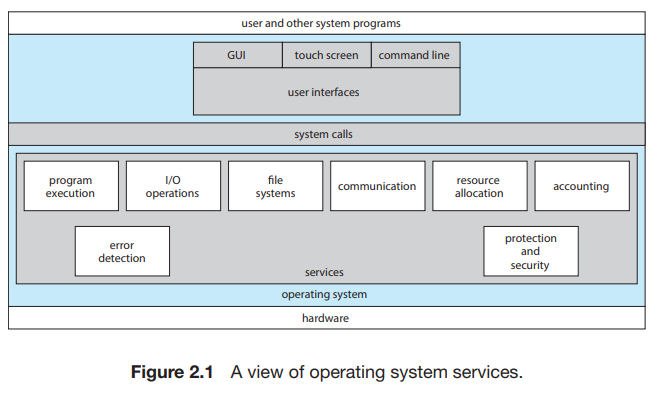 user and other system programs
GUI
touch screen
command line
user interfaces
system calls
program
execution
I/O
operations
file
systems
communication
resource
allocation
accounting
error
detection
protection
and
security
services
operating system
hardware
Figure 2.1 A view of operating system services.